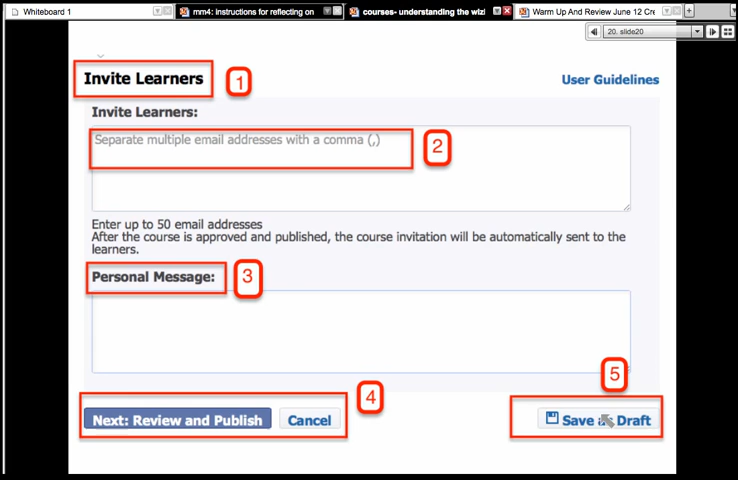 Whiteboard 1
mm4: instructions for reflecting on
courses- understanding the wiz
Warm Up And Review June 12 Cre
20. slide20
Invite Learners
1
User Guidelines
Invite Learners:
Separate multiple email addresses with a comma (,)
2
Enter up to 50 email addresses
After the course is approved and published, the course invitation will be automatically sent to the
learners.
Personal Message:
3
4
5
Next: Review and Publish
Cancel
Save as Draft